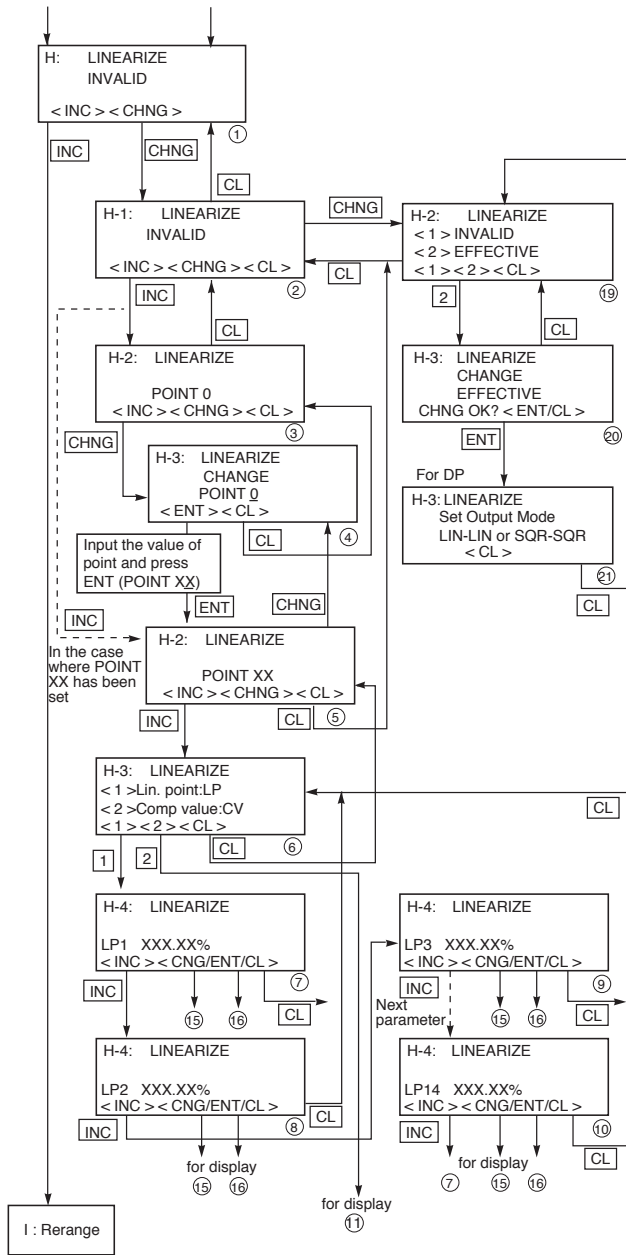 H: LINEARIZE
INVALID
< INC > < CHNG >
①
INC
CHNG
CL
H-1: LINEARIZE
INVALID
< INC > < CHNG > < CL >
②
CHNG
CL
H-2: LINEARIZE
< 1 > INVALID
< 2 > EFFECTIVE
< 1 > < 2 > < CL >
⑲
INC
CL
2
CL
H-2: LINEARIZE
POINT 0
< INC > < CHNG > < CL >
③
H-3: LINEARIZE
CHANGE
EFFECTIVE
CHNG OK? < ENT/CL >
⑳
CHNG
ENT
H-3: LINEARIZE
CHANGE
POINT 0
< ENT > < CL >
④
For DP
H-3: LINEARIZE
Set Output Mode
LIN-LIN or SQR-SQR
< CL >
㉑
CL
Input the value of
point and press
ENT (POINT XX)
CL
ENT
CHNG
INC
In the case
where POINT
XX has been
set
H-2: LINEARIZE
POINT XX
< INC > < CHNG > < CL >
⑤
INC
CL
H-3: LINEARIZE
< 1 >Lin. point:LP
< 2 >Comp value:CV
< 1 > < 2 > < CL >
⑥
CL
1
2
CL
H-4: LINEARIZE
LP1 XXX.XX%
< INC > < CNG/ENT/CL >
⑦
INC
⑮
⑯
CL
H-4: LINEARIZE
LP3 XXX.XX%
< INC > < CNG/ENT/CL >
⑨
INC
Next
parameter
⑮
⑯
CL
H-4: LINEARIZE
LP2 XXX.XX%
< INC > < CNG/ENT/CL >
⑧
CL
INC
for display
⑮
⑯
H-4: LINEARIZE
LP14 XXX.XX%
< INC > < CNG/ENT/CL >
⑩
INC
CL
for display
⑦
⑮
⑯
for display
⑪
I : Rerange